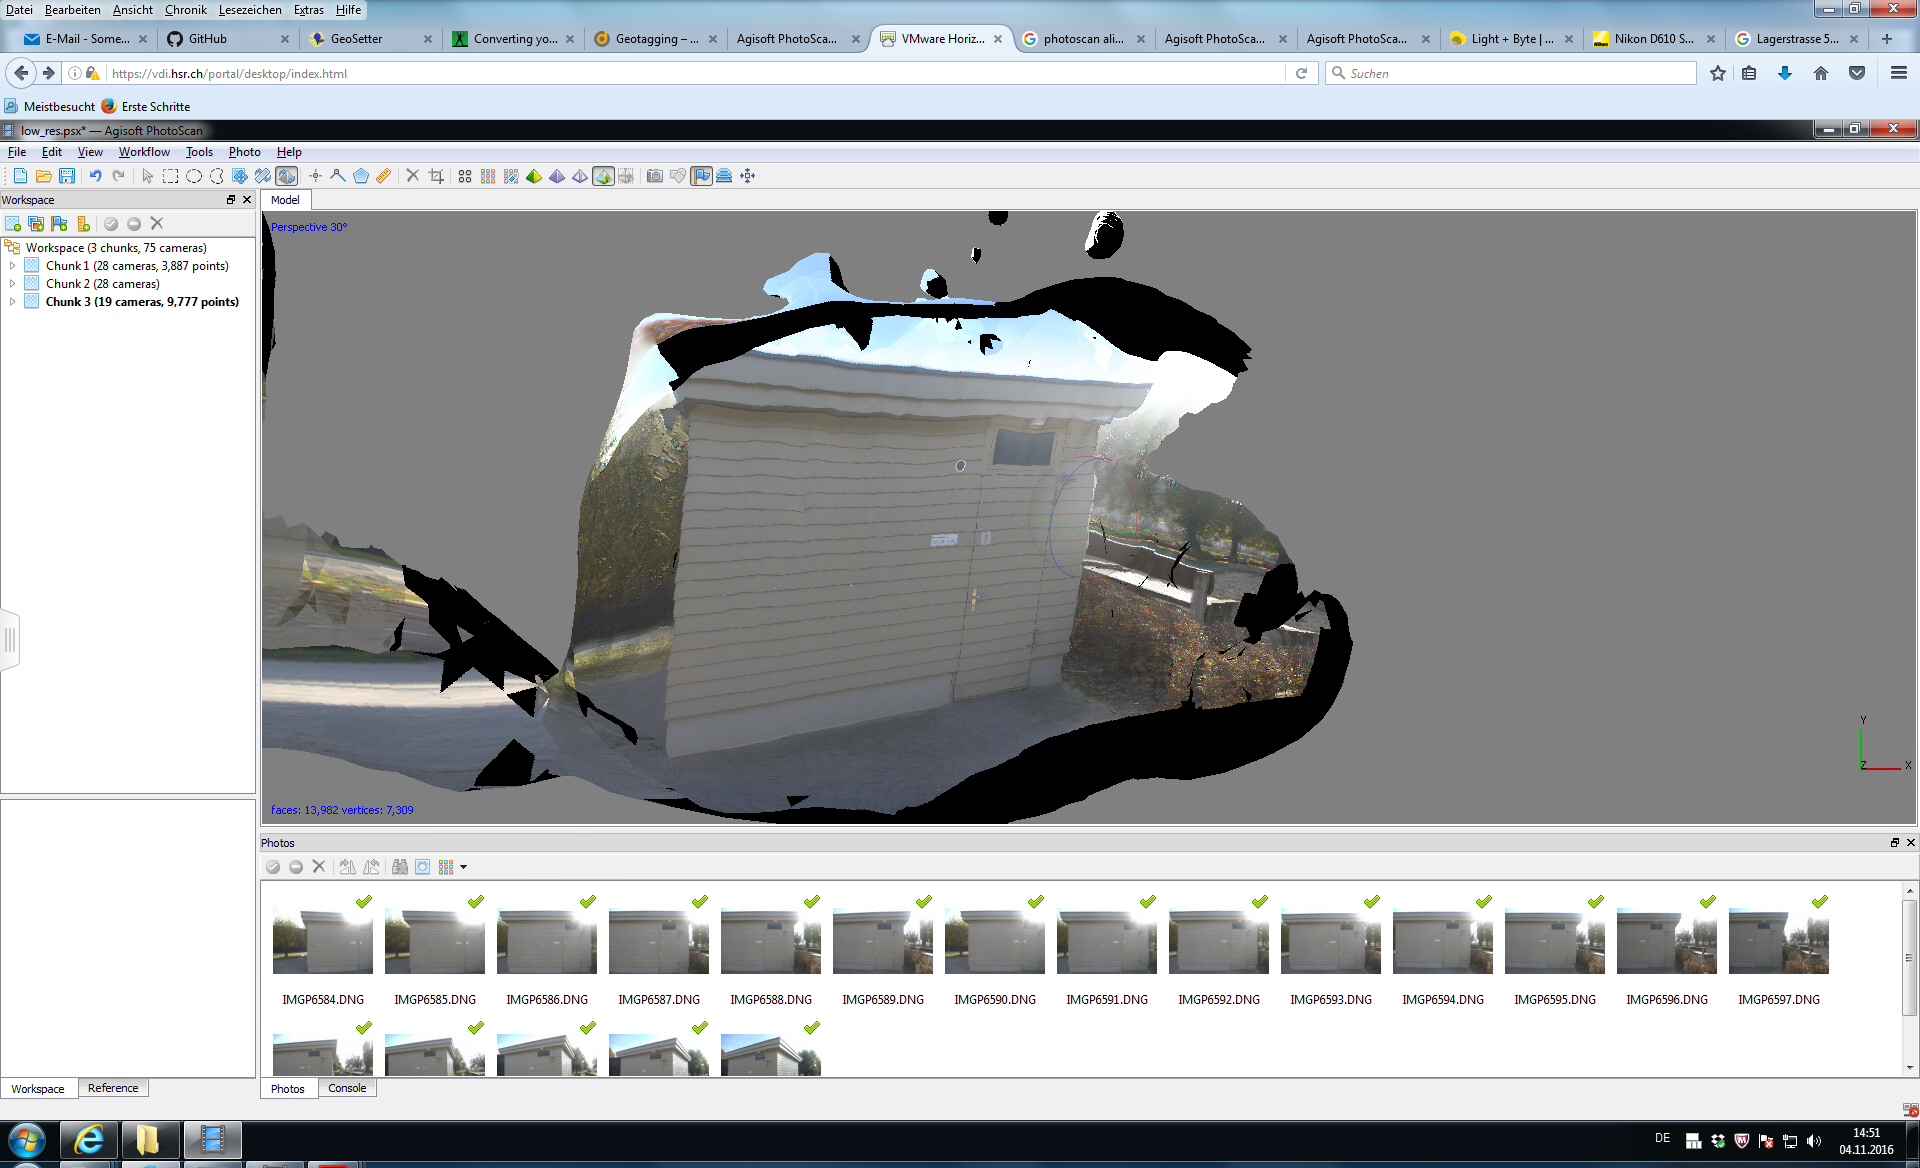 Datei Bearbeiten Ansicht Chronik Lesezeichen Extras Hilfe
E-Mail - Some... GitHub GeoSetter Converting yo... Geotagging – ... Agisoft PhotoSca... VMware Horiz... photoscan ali... Agisoft PhotoSca... Agisoft PhotoSca... Light + Byte | ... Nikon D610 S... Lagerstrasse 5...
https://vdi.hsr.ch/portal/desktop/index.html
Suchen
Meistbesucht Erste Schritte
low_res.psx* — Agisoft PhotoScan
File Edit View Workflow Tools Photo Help
Workspace
Model
Perspective 30°
Workspace (3 chunks, 75 cameras)
Chunk 1 (28 cameras, 3,887 points)
Chunk 2 (28 cameras)
Chunk 3 (19 cameras, 9,777 points)
Y
Z X
faces: 13,982 vertices: 7,309
Photos
IMGP6584.DNG IMGP6585.DNG IMGP6586.DNG IMGP6587.DNG IMGP6588.DNG IMGP6589.DNG IMGP6590.DNG IMGP6591.DNG IMGP6592.DNG IMGP6593.DNG IMGP6594.DNG IMGP6595.DNG IMGP6596.DNG IMGP6597.DNG
Workspace Reference
Photos Console
DE
14:51
04.11.2016